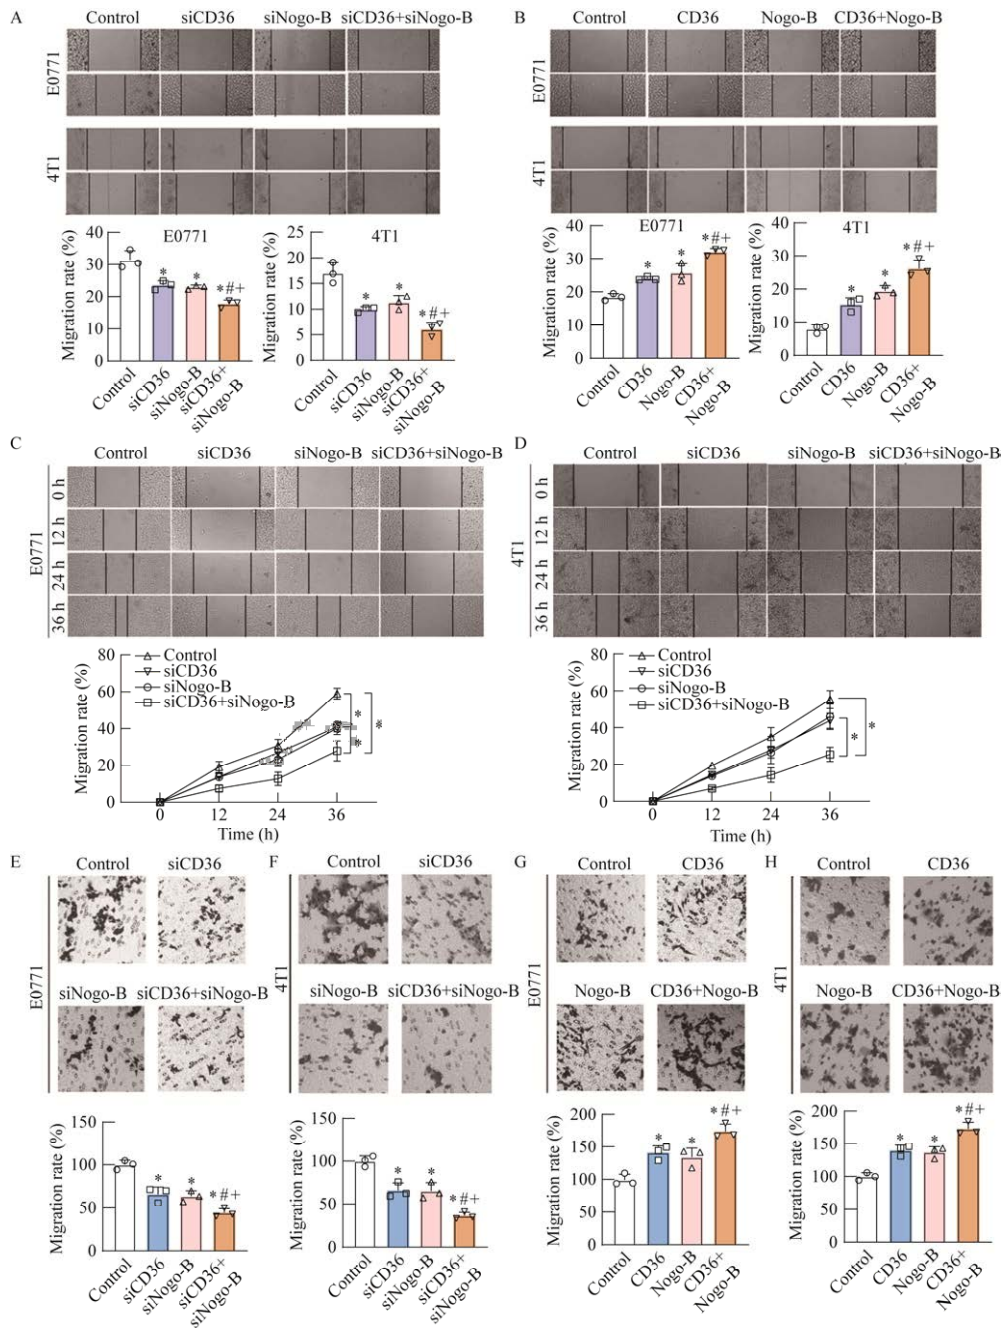 A
Control siCD36 siNogo-B siCD36+siNogo-B
E0771
4T1
E0771
Migration rate (%)
40
30
20
10
0
*
*
*#+
Control
siCD36
siNogo-B
siCD36+
siNogo-B
4T1
Migration rate (%)
25
20
15
10
5
0
*
*
*#+
Control
siCD36
siNogo-B
siCD36+
siNogo-B
B
Control CD36 Nogo-B CD36+Nogo-B
E0771
4T1
E0771
Migration rate (%)
40
30
20
10
0
*
*
*#+
Control
CD36
Nogo-B
CD36+
Nogo-B
4T1
Migration rate (%)
40
30
20
10
0
*
*
*#+
Control
CD36
Nogo-B
CD36+
Nogo-B
C
Control siCD36 siNogo-B siCD36+siNogo-B
E0771
0 h
12 h
24 h
36 h
Migration rate (%)
80
60
40
20
0
Control
siCD36
siNogo-B
siCD36+siNogo-B
*
*
*
0 12 24 36
Time (h)
D
Control siCD36 siNogo-B siCD36+siNogo-B
4T1
0 h
12 h
24 h
36 h
Migration rate (%)
80
60
40
20
0
Control
siCD36
siNogo-B
siCD36+siNogo-B
*
*
0 12 24 36
Time (h)
E
Control siCD36
E0771
siNogo-B siCD36+siNogo-B
Migration rate (%)
150
100
50
0
*
*
*#+
Control
siCD36
siNogo-B
siCD36+
siNogo-B
F
Control siCD36
4T1
siNogo-B siCD36+siNogo-B
Migration rate (%)
150
100
50
0
*
*
*#+
Control
siCD36
siNogo-B
siCD36+
siNogo-B
G
Control CD36
E0771
Nogo-B CD36+Nogo-B
Migration rate (%)
200
150
100
50
0
*
*
*#+
Control
CD36
Nogo-B
CD36+
Nogo-B
H
Control CD36
4T1
Nogo-B CD36+Nogo-B
Migration rate (%)
200
150
100
50
0
*
*
*#+
Control
CD36
Nogo-B
CD36+
Nogo-B